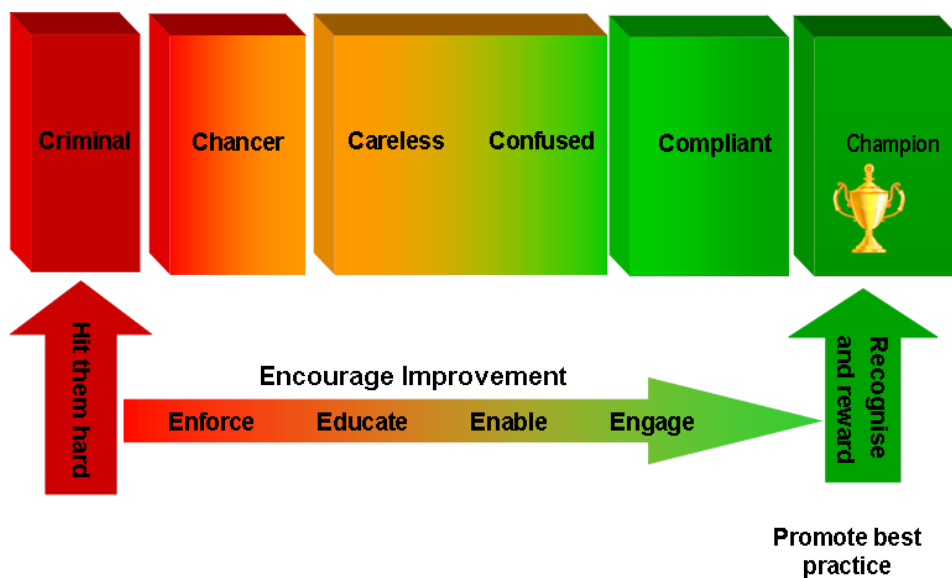 Criminal
Chancer
Careless
Confused
Compliant
Champion
Hit them hard
Encourage Improvement
Enforce
Educate
Enable
Engage
Recognise
and reward
Promote best
practice